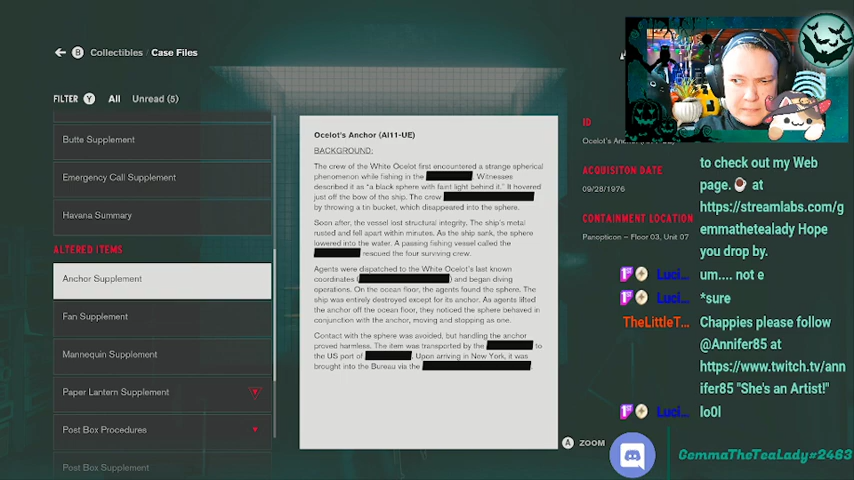 B Collectibles / Case Files
FILTER Y All Unread (5)
Butte Supplement
Emergency Call Supplement
Havana Summary
ALTERED ITEMS
Anchor Supplement
Fan Supplement
Mannequin Supplement
Paper Lantern Supplement
Post Box Procedures
Post Box Supplement
Ocelot's Anchor (AI11-UE)
BACKGROUND:
The crew of the White Ocelot first encountered a strange spherical
phenomenon while fishing in the Witnesses
described it as "a black sphere with faint light behind it." It hovered
just off the bow of the ship. The crew
by throwing a tin bucket, which disappeared into the sphere.
Soon after, the vessel lost structural integrity. The ship's metal
rusted and fell apart within minutes. As the ship sank, the sphere
lowered into the water. A passing fishing vessel called the
rescued the four surviving crew.
Agents were dispatched to the White Ocelot's last known
coordinates ( ) and began diving
operations. On the ocean floor, the agents found the sphere. The
ship was entirely destroyed except for its anchor. As agents lifted
the anchor off the ocean floor, they noticed the sphere behaved in
conjunction with the anchor, moving and stopping as one.
Contact with the sphere was avoided, but handling the anchor
proved harmless. The item was transported by the to
the US port of . Upon arriving in New York, it was
brought into the Bureau via the
A ZOOM
ID
Ocelot's Anchor
ACQUISITON DATE
09/28/1976
CONTAINMENT LOCATION
Panopticon – Floor 03, Unit 07
to check out my Web
page. at
https://streamlabs.com/g
emmathetealady Hope
you drop by.
Luci... um.... not e
Luci... *sure
TheLittleT... Chappies please follow
@Annifer85 at
https://www.twitch.tv/ann
ifer85 "She's an Artist!"
Luci... lo0l
GemmaTheTeaLady#2483